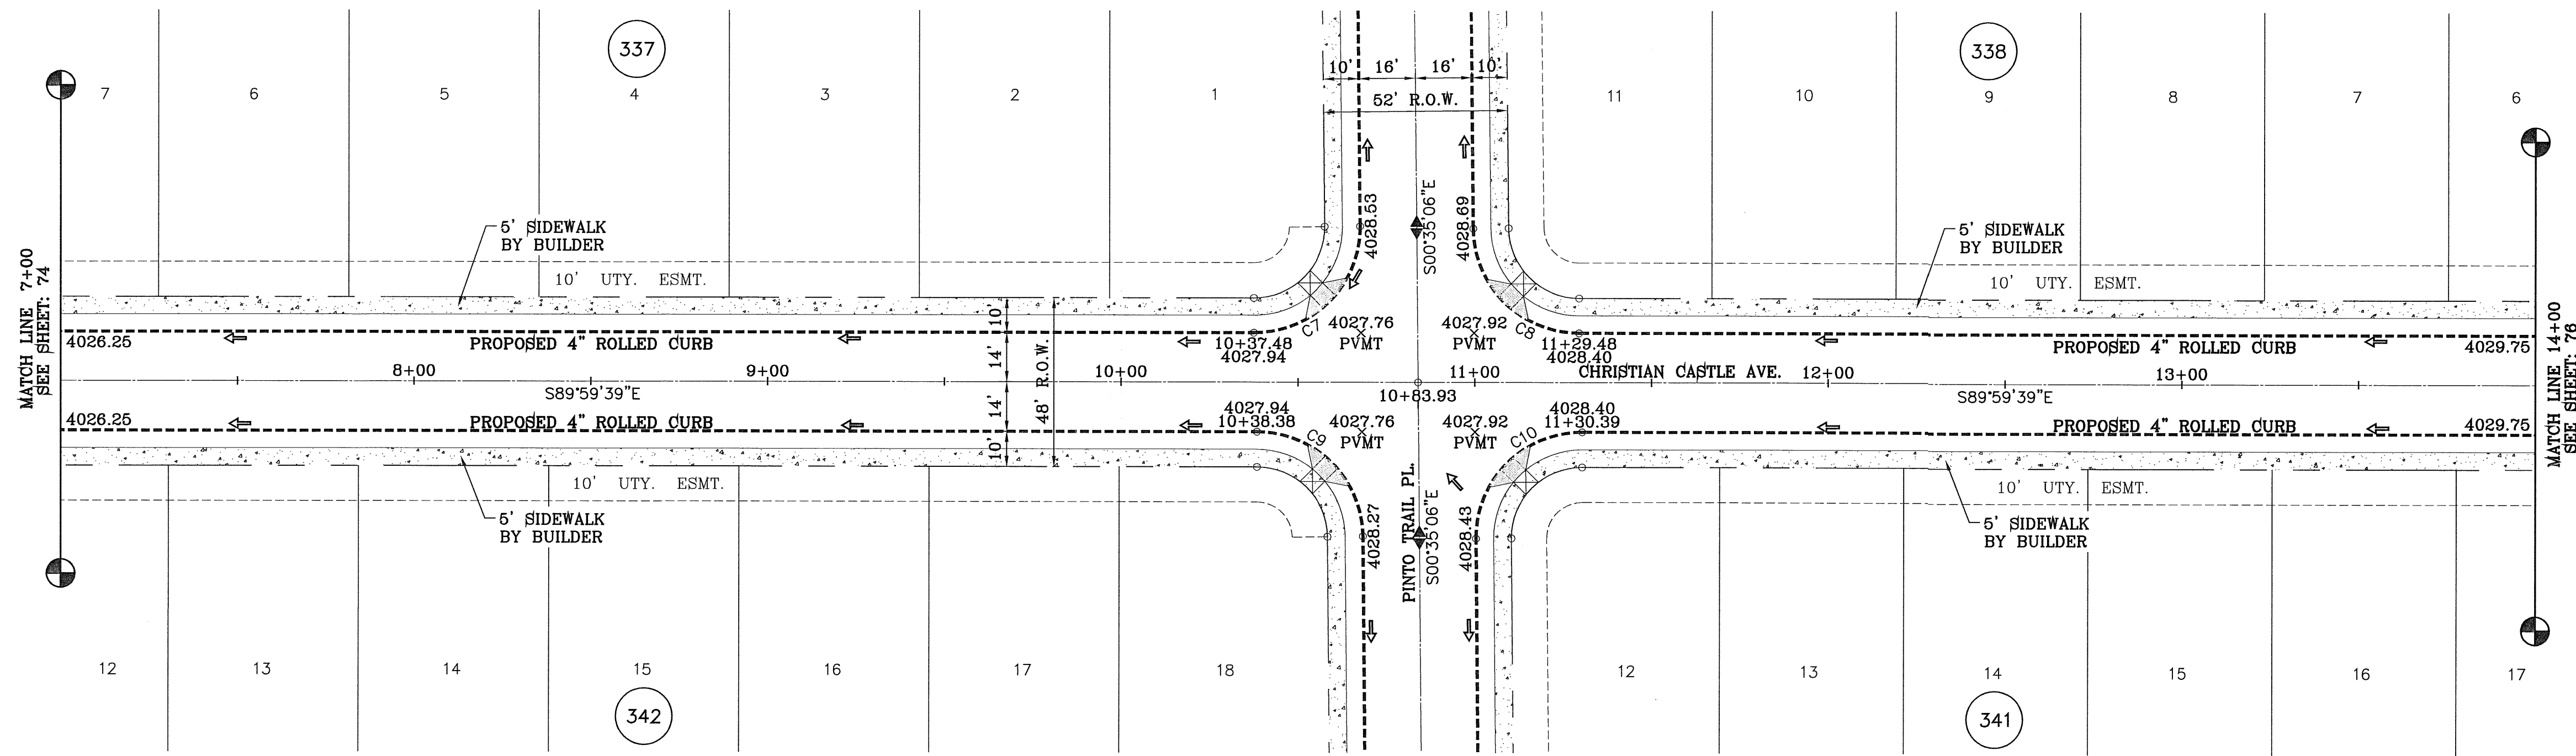 337
338
7
6
5
4
3
2
1
11
10
9
8
7
6
10'
16'
16'
10'
52' R.O.W.
MATCH LINE 7+00
SEE SHEET: 74
5' SIDEWALK
BY BUILDER
10' UTY. ESMT.
4028.53
S00°35'06"E
4028.69
5' SIDEWALK
BY BUILDER
10' UTY. ESMT.
MATCH LINE 14+00
SEE SHEET: 76
4026.25
PROPOSED 4" ROLLED CURB
10'
14'
14'
10'
48' R.O.W.
10+37.48
4027.94
C7
4027.76
PVMT
4027.92
PVMT
C8
11+29.48
4028.40
PROPOSED 4" ROLLED CURB
4029.75
8+00
9+00
10+00
11+00
CHRISTIAN CASTLE AVE.
12+00
13+00
S89°59'39"E
10+83.93
S89°59'39"E
4026.25
PROPOSED 4" ROLLED CURB
4027.94
10+38.38
C9
4027.76
PVMT
4027.92
PVMT
C10
4028.40
11+30.39
PROPOSED 4" ROLLED CURB
4029.75
10' UTY. ESMT.
5' SIDEWALK
BY BUILDER
4028.27
PINTO TRAIL PL.
S00°35'06"E
4028.43
10' UTY. ESMT.
5' SIDEWALK
BY BUILDER
12
13
14
15
16
17
18
12
13
14
15
16
17
342
341